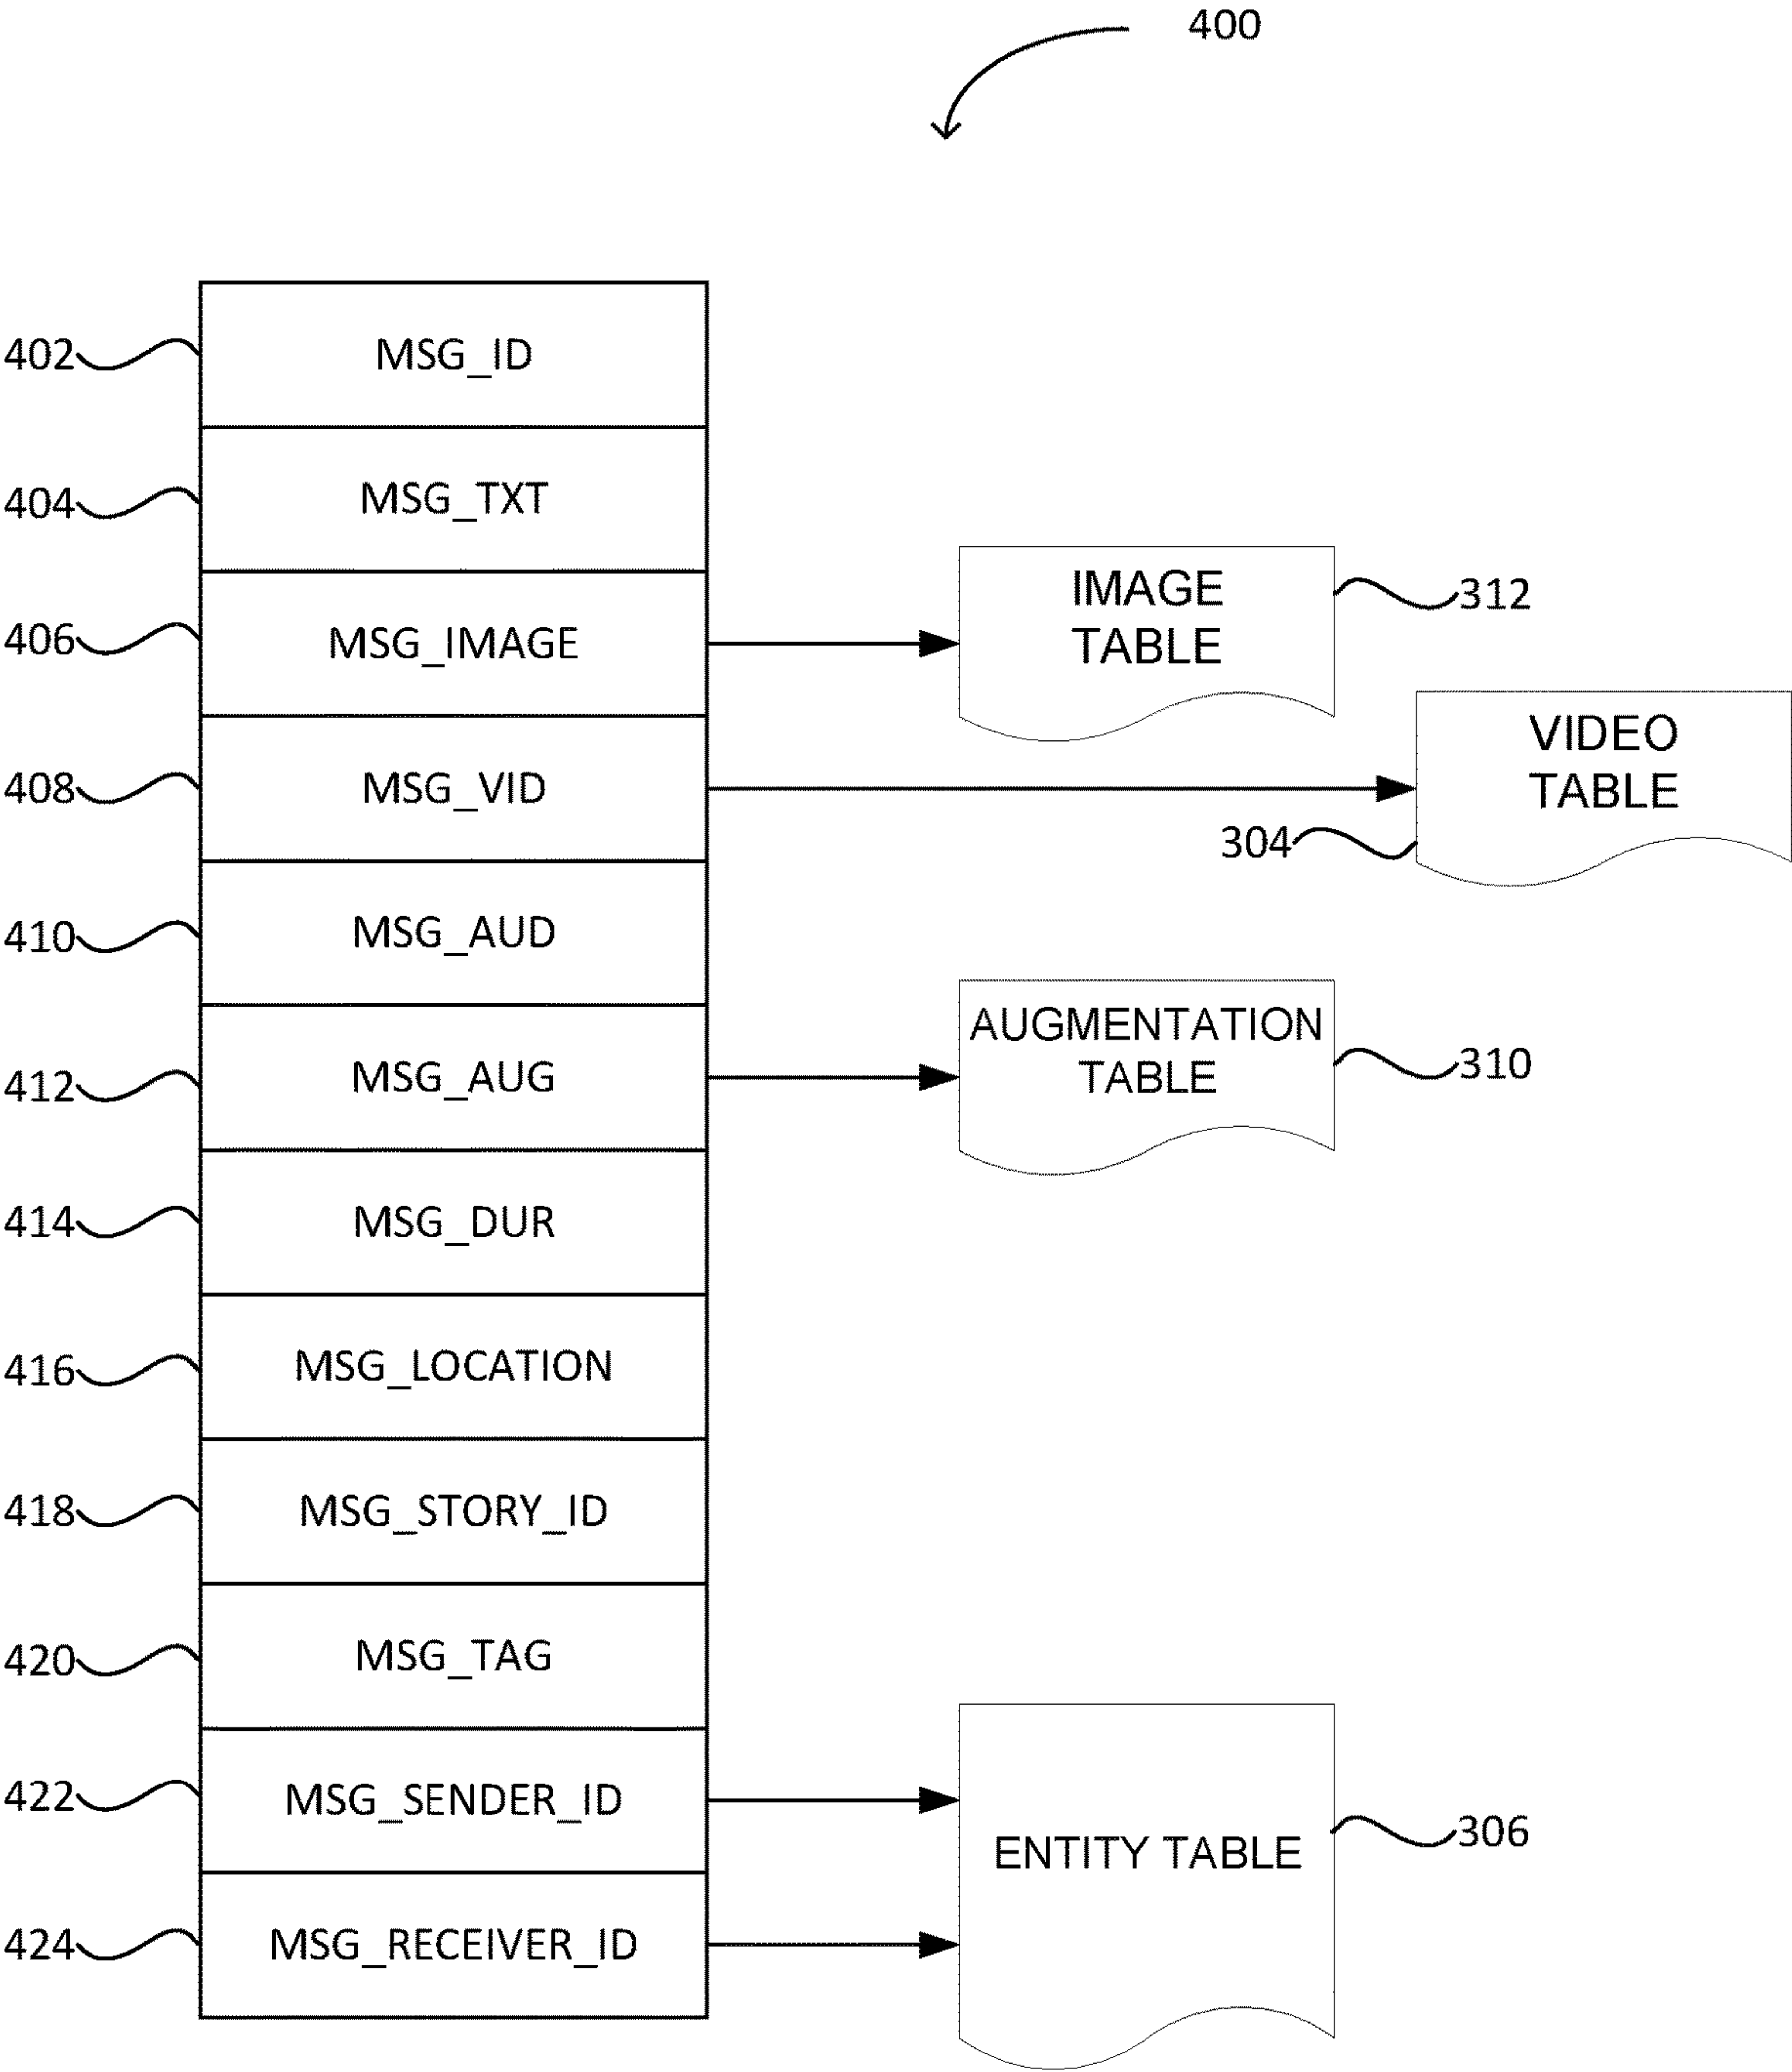 400
402
MSG_ID
404
MSG_TXT
406
MSG_IMAGE
IMAGE
TABLE
312
408
MSG_VID
VIDEO
TABLE
304
410
MSG_AUD
412
MSG_AUG
AUGMENTATION
TABLE
310
414
MSG_DUR
416
MSG_LOCATION
418
MSG_STORY_ID
420
MSG_TAG
422
MSG_SENDER_ID
ENTITY TABLE
306
424
MSG_RECEIVER_ID